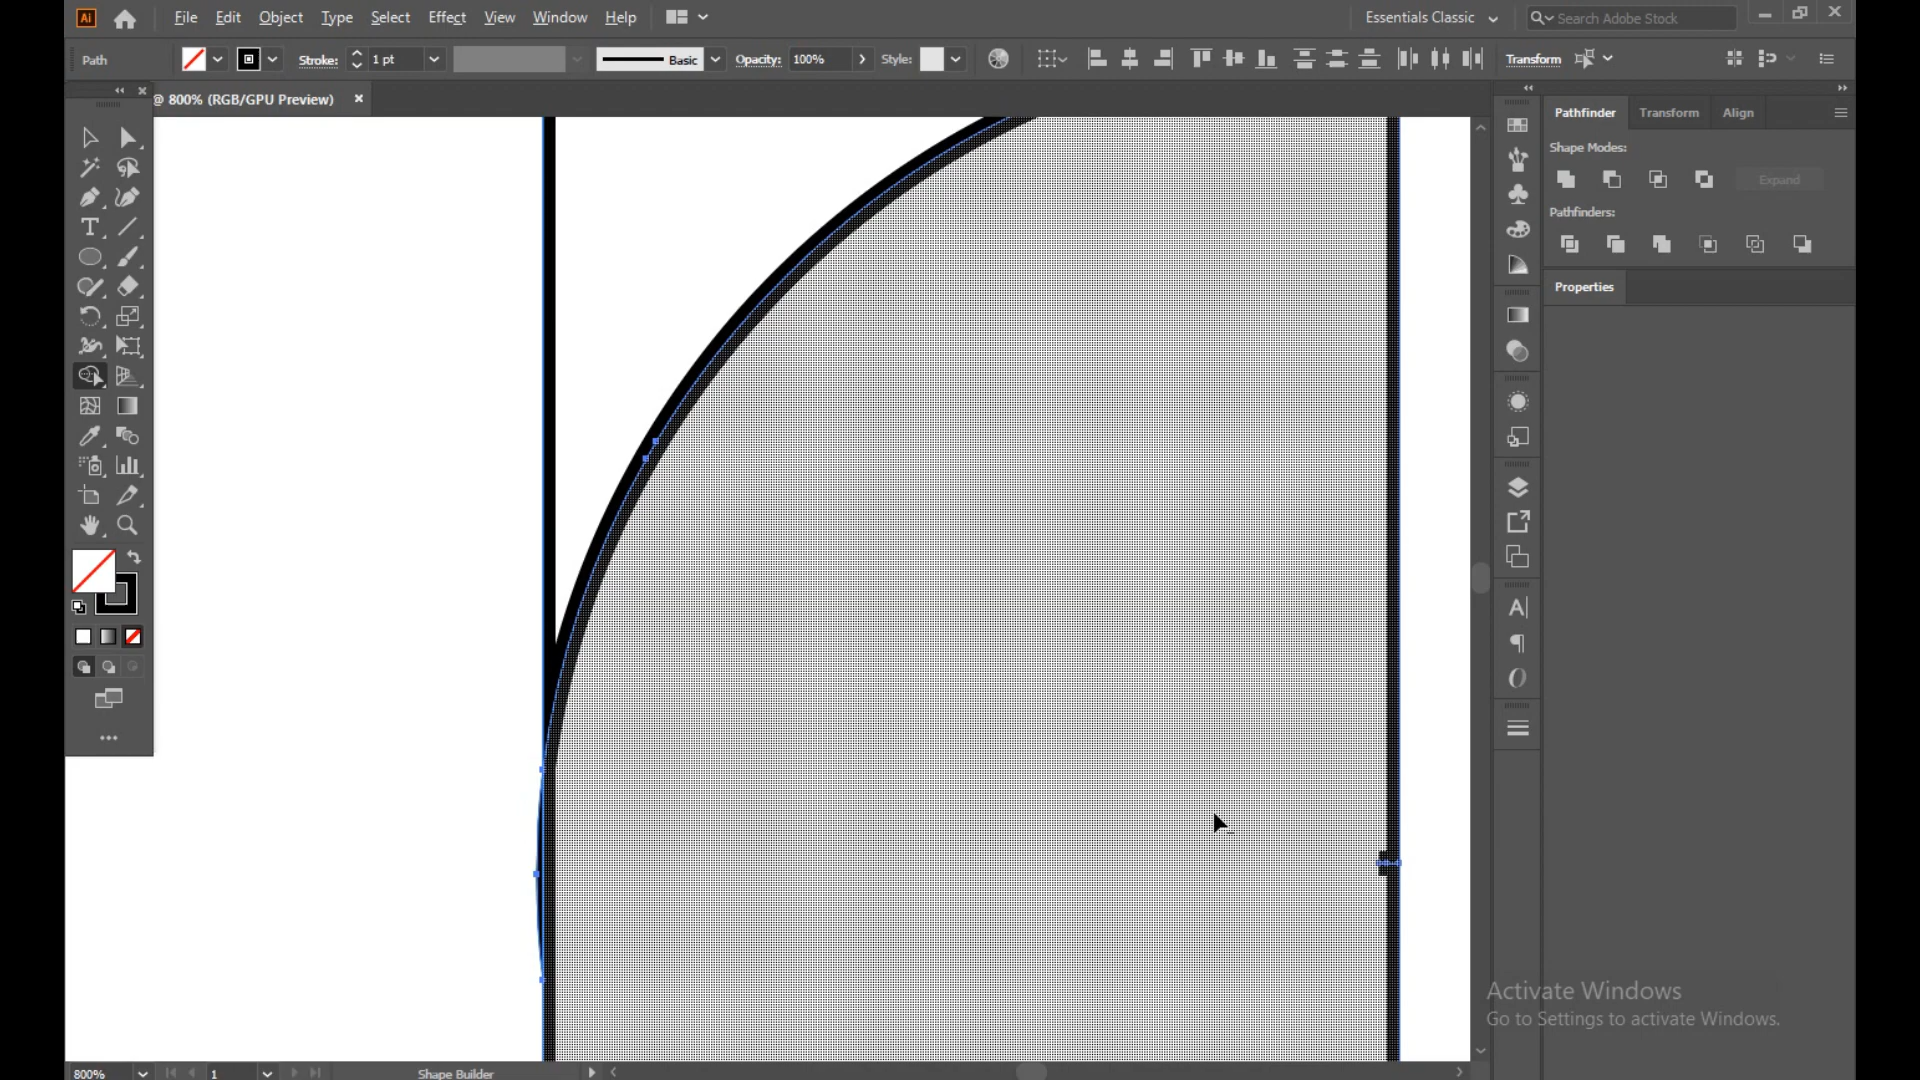 Ai File Edit Object Type Select Effect View Window Help Essentials Classic Search Adobe Stock
Path Stroke: 1 pt Basic Opacity: 100% Style: Transform
@ 800% (RGB/GPU Preview)
Pathfinder Transform Align
Shape Modes:
Expand
Pathfinders:
Properties
Activate Windows
Go to Settings to activate Windows.
800% 1 Shape Builder